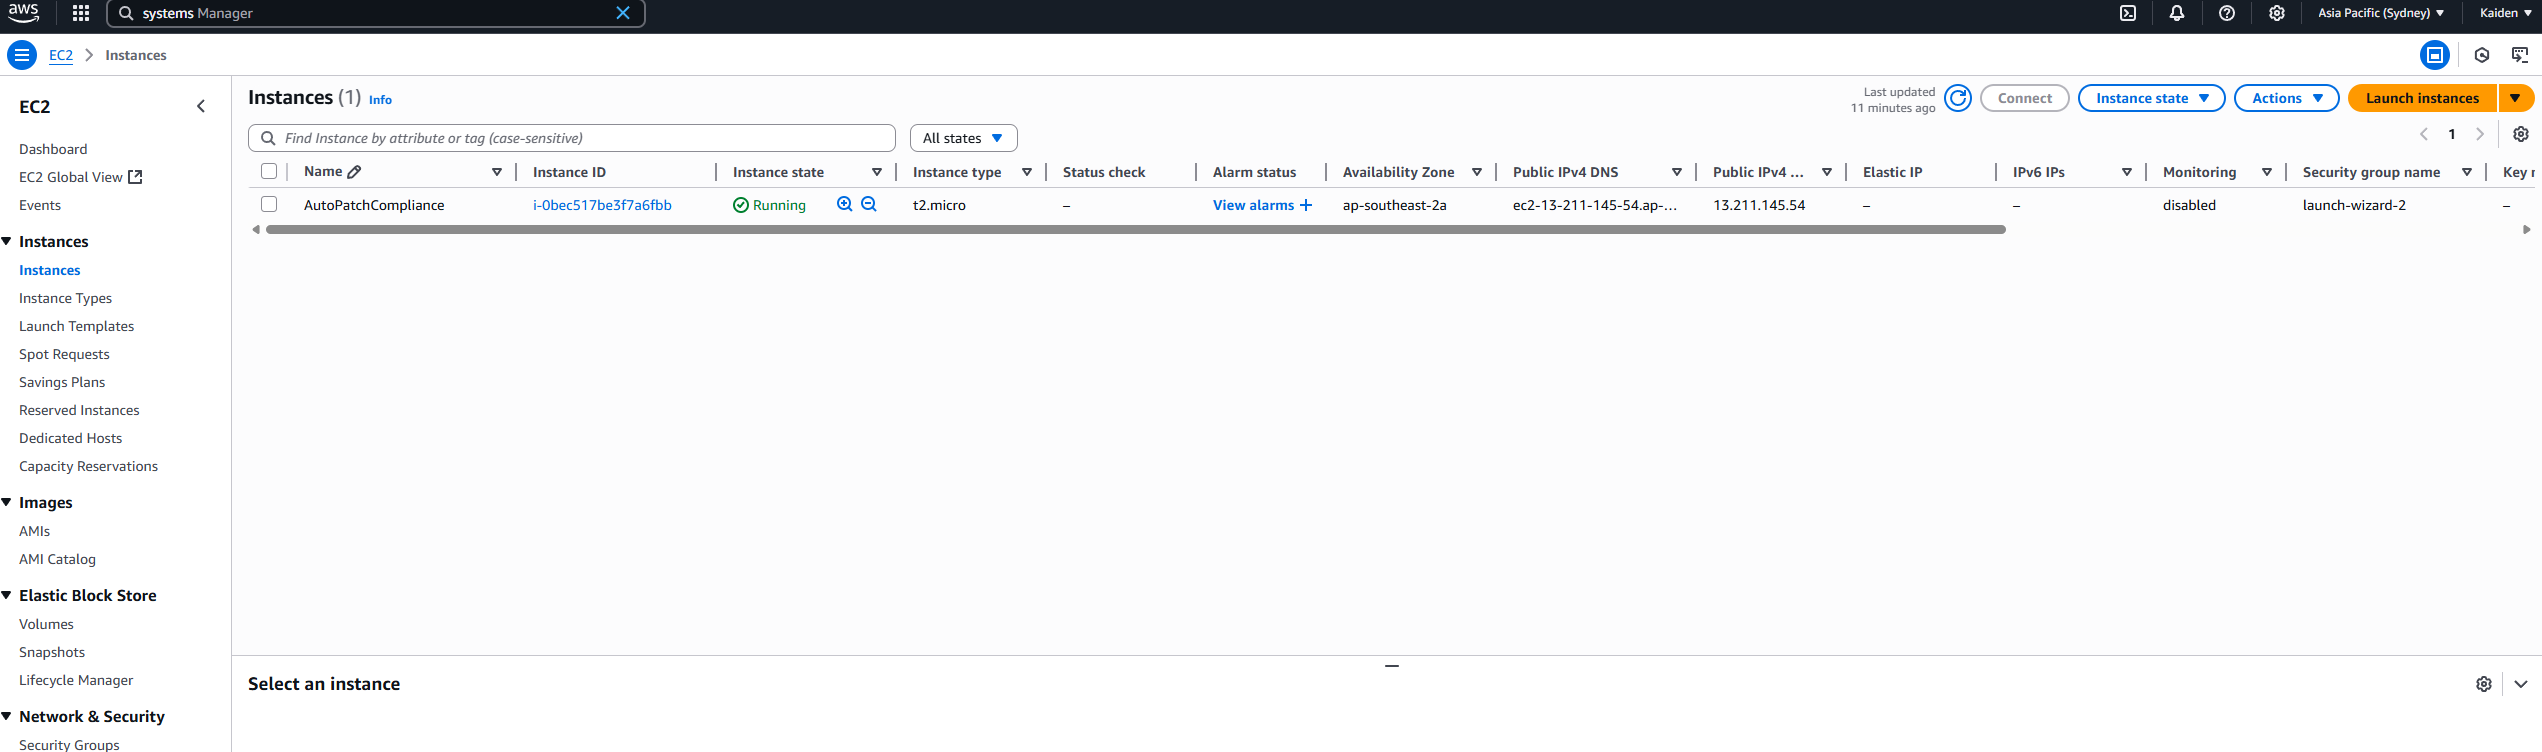 aws
systems Manager
Asia Pacific (Sydney)
Kaiden
EC2
Instances
EC2
Dashboard
EC2 Global View
Events
Instances
Instances
Instance Types
Launch Templates
Spot Requests
Savings Plans
Reserved Instances
Dedicated Hosts
Capacity Reservations
Images
AMIs
AMI Catalog
Elastic Block Store
Volumes
Snapshots
Lifecycle Manager
Network & Security
Security Groups
Instances (1) Info
Last updated
11 minutes ago
Connect
Instance state
Actions
Launch instances
Find Instance by attribute or tag (case-sensitive)
All states
1
Name Instance ID Instance state Instance type Status check Alarm status Availability Zone Public IPv4 DNS Public IPv4 ... Elastic IP IPv6 IPs Monitoring Security group name Key
AutoPatchCompliance i-0bec517be3f7a6fbb Running t2.micro – View alarms + ap-southeast-2a ec2-13-211-145-54.ap-... 13.211.145.54 – – disabled launch-wizard-2 –
Select an instance